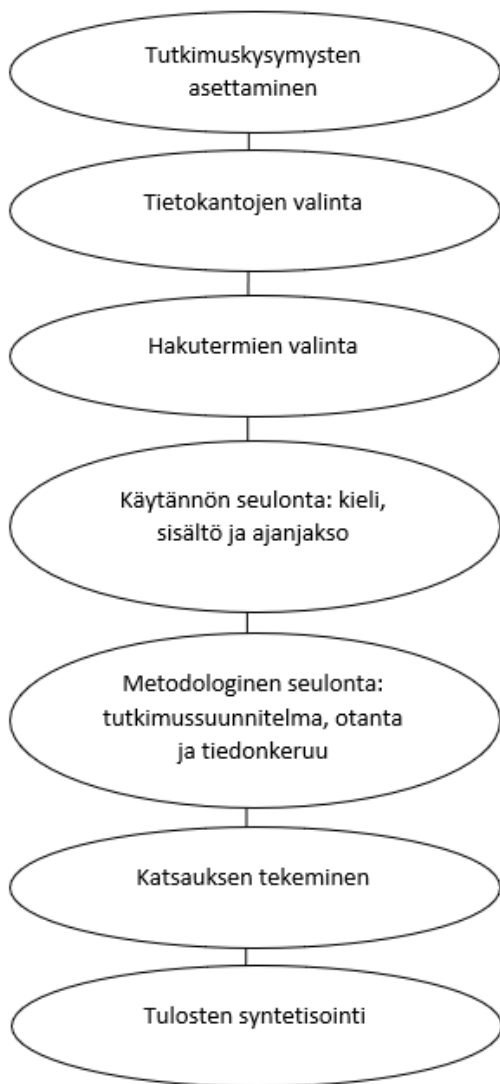 Tutkimuskysymysten
asettaminen
Tietokantojen valinta
Hakutermien valinta
Käytännön seulonta: kieli,
sisältö ja ajanjakso
Metodologinen seulonta:
tutkimussuunnitelma, otanta
ja tiedonkeruu
Katsauksen tekeminen
Tulosten syntetisointi